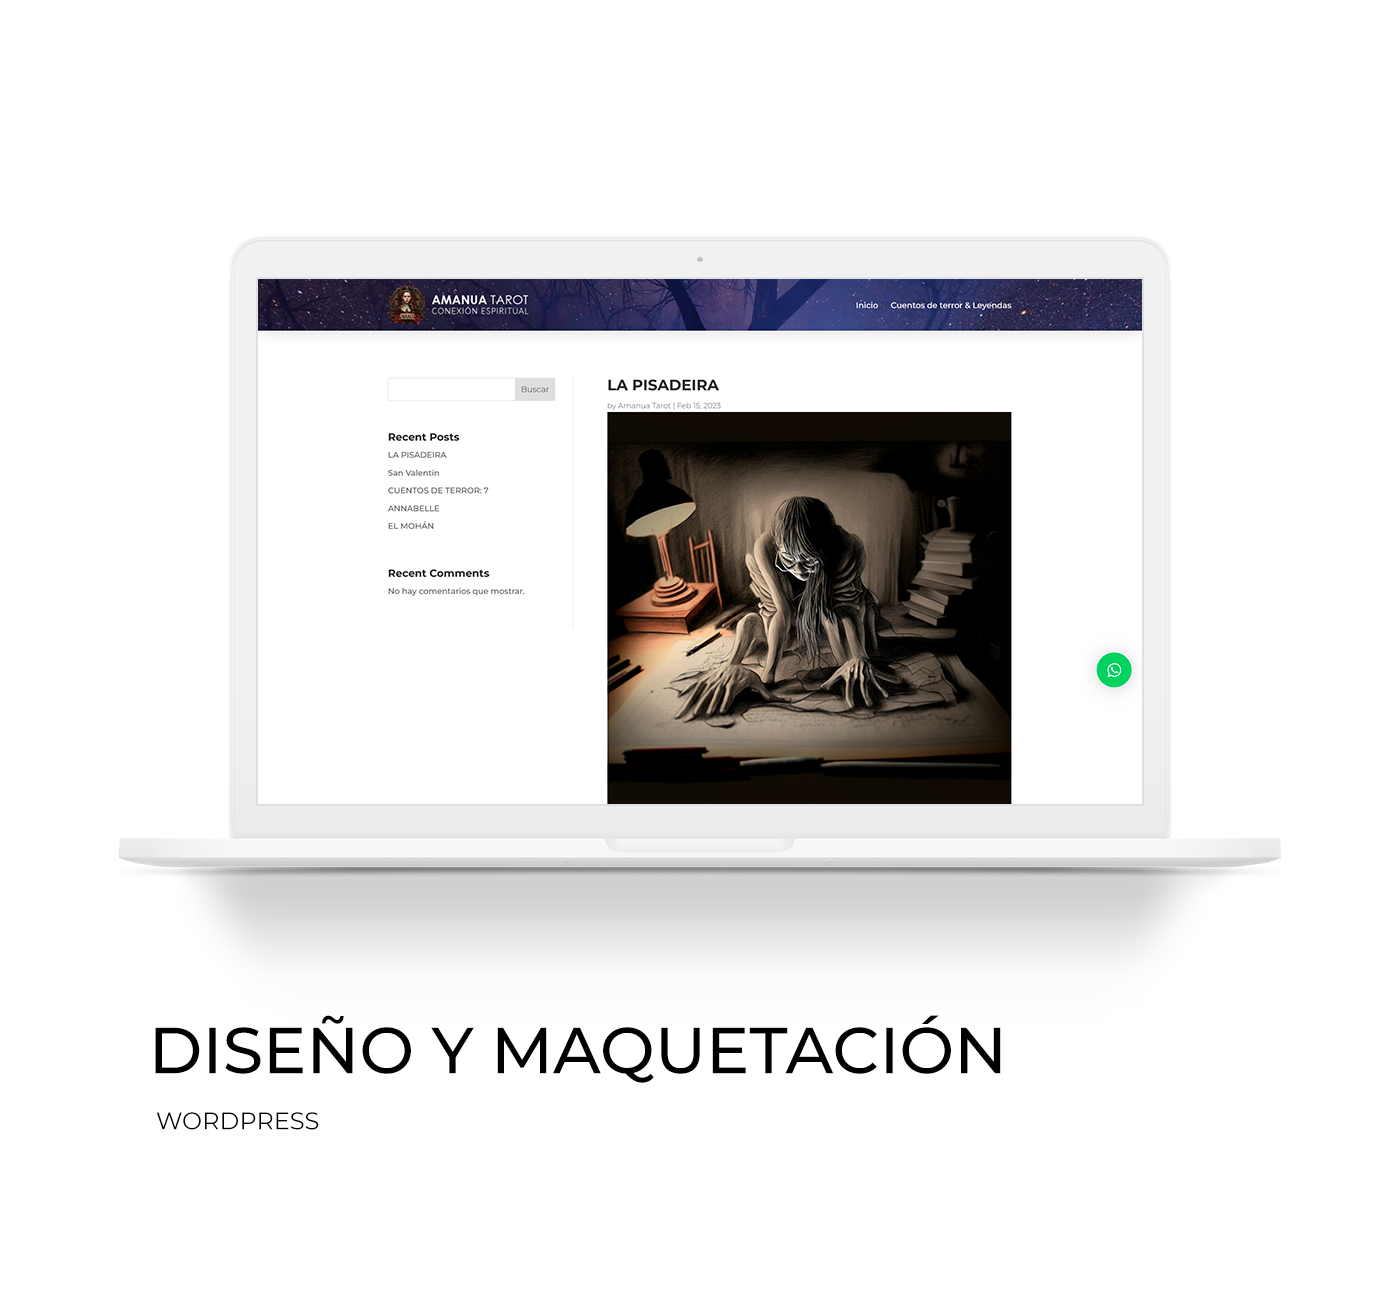 AMANUA TAROT
CONEXIÓN ESPIRITUAL
Inicio
Cuentos de terror & Leyendas
Buscar
Recent Posts
LA PISADEIRA
San Valentín
CUENTOS DE TERROR: 7
ANNABELLE
EL MOHÁN
Recent Comments
No hay comentarios que mostrar.
LA PISADEIRA
by Amanua Tarot | Feb 15, 2023
DISEÑO Y MAQUETACIÓN
WORDPRESS